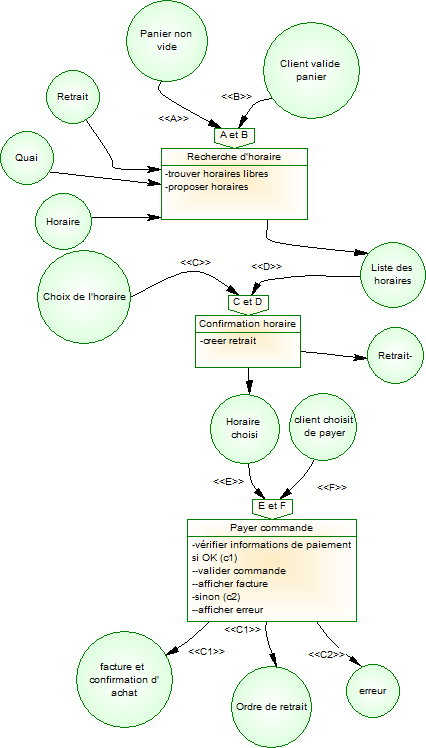 Panier non
vide
Client valide
panier
<<A>>
<<B>>
A et B
Retrait
Quai
Horaire
Recherche d'horaire
-trouver horaires libres
-proposer horaires
Choix de l'horaire
<<C>>
<<D>>
Liste des
horaires
C et D
Confirmation horaire
-creer retrait
Retrait-
Horaire
choisi
client choisit
de payer
<<E>>
<<F>>
E et F
Payer commande
-vérifier informations de paiement
si OK (c1)
--valider commande
--afficher facture
-sinon (c2)
--afficher erreur
<<C1>>
<<C1>>
<<C2>>
facture et
confirmation d'
achat
Ordre de retrait
erreur